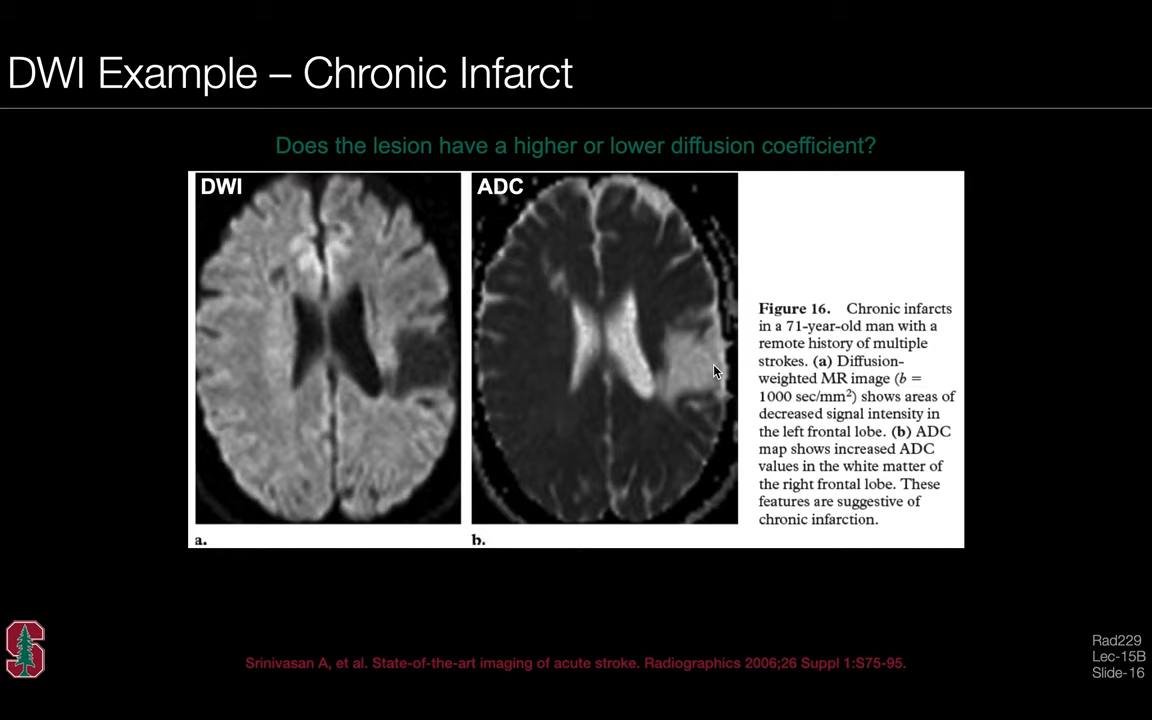 DWI Example – Chronic Infarct
Does the lesion have a higher or lower diffusion coefficient?
DWI
ADC
a.
b.
Figure 16. Chronic infarcts
in a 71-year-old man with a
remote history of multiple
strokes. (a) Diffusion-
weighted MR image (b =
1000 sec/mm²) shows areas of
decreased signal intensity in
the left frontal lobe. (b) ADC
map shows increased ADC
values in the white matter of
the right frontal lobe. These
features are suggestive of
chronic infarction.
S
Srinivasan A, et al. State-of-the-art imaging of acute stroke. Radiographics 2006;26 Suppl 1:S75-95.
Rad229
Lec-15B
Slide-16